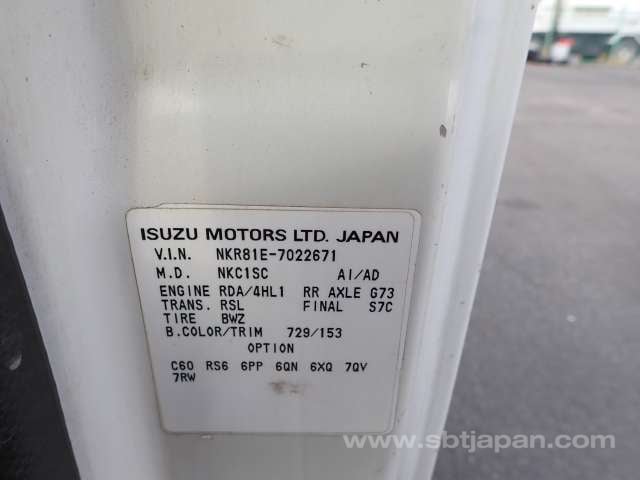 ISUZU MOTORS LTD. JAPAN
V.I.N. NKR81E-7022671
M.D. NKC1SC AI/AD
ENGINE RDA/4HL1 RR AXLE G73
TRANS. RSL FINAL S7C
TIRE BWZ
B.COLOR/TRIM 729/153
OPTION
C60 RS6 6PP 6QN 6XQ 7QV
7RW
www.sbtjapan.com